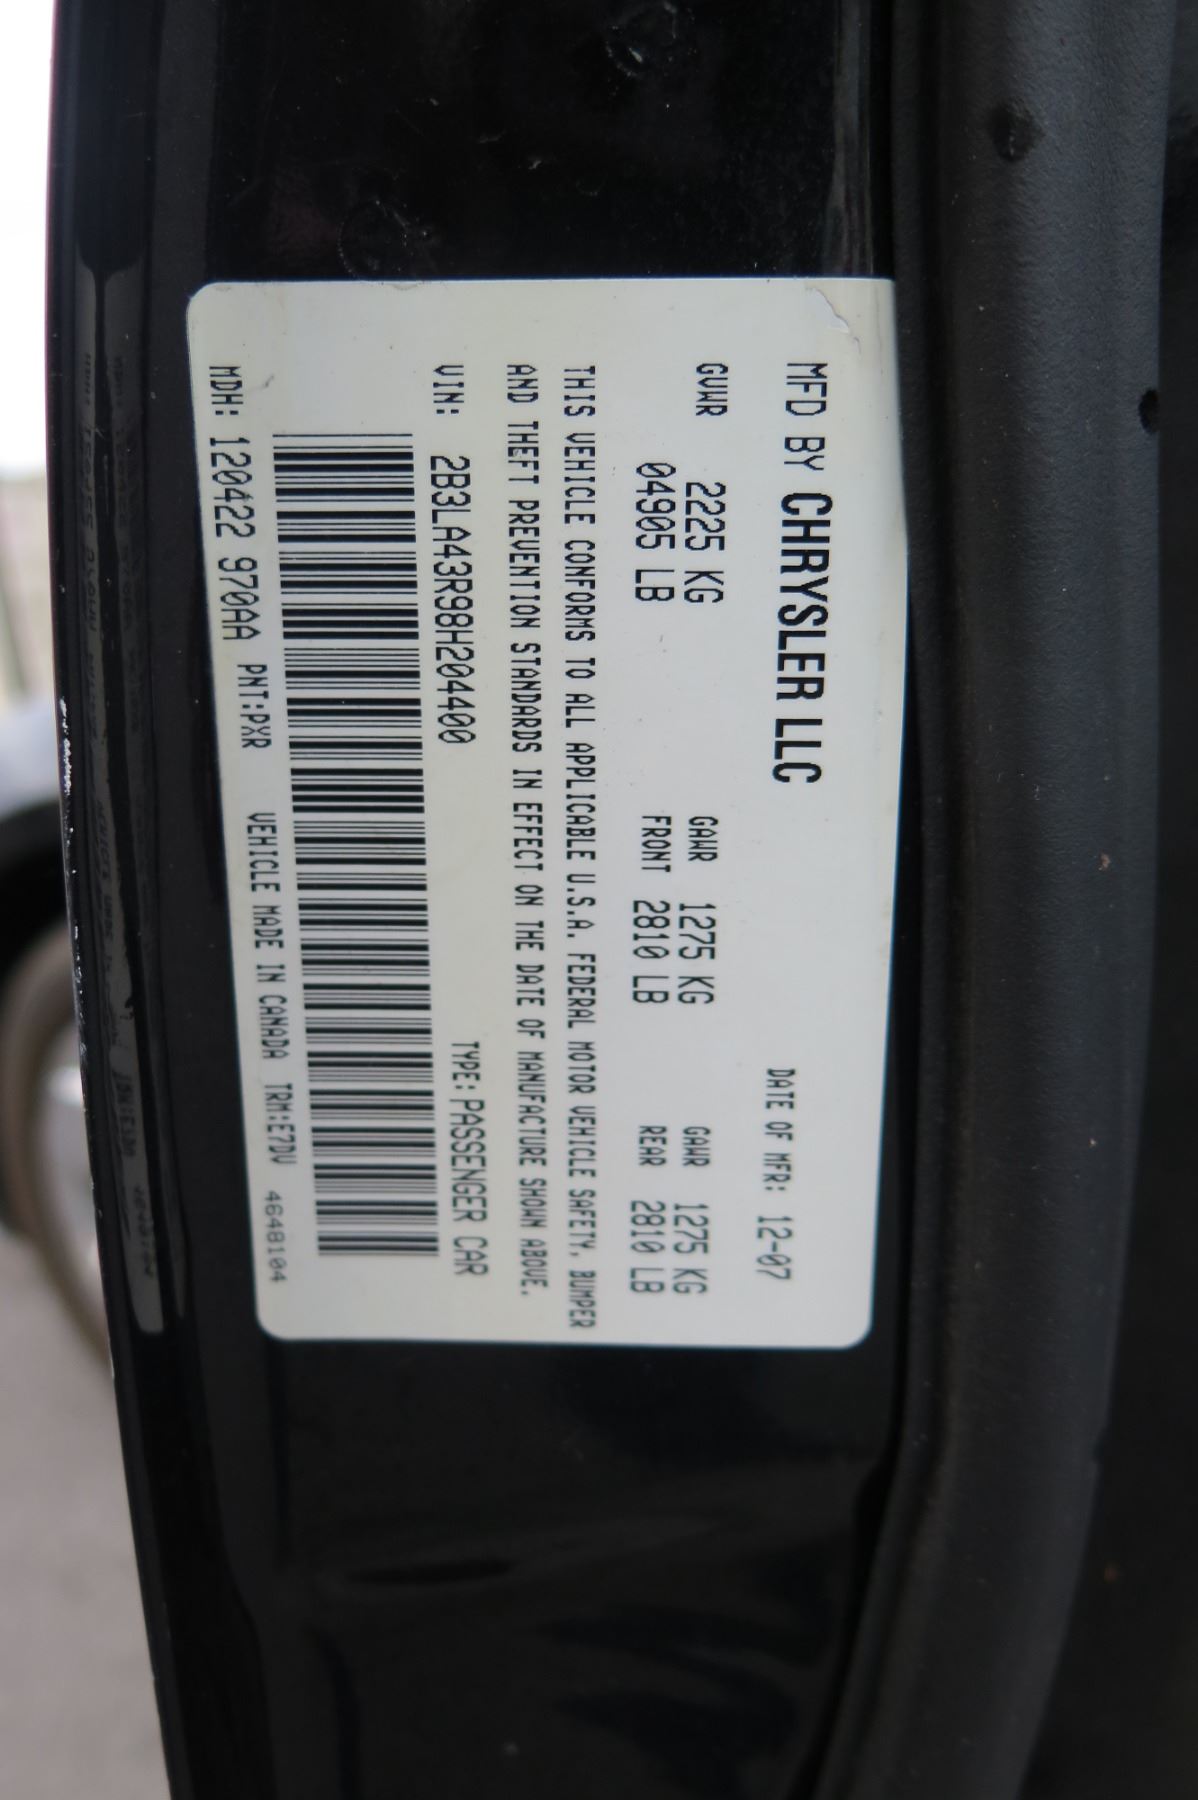 MFD BY CHRYSLER LLC DATE OF MFR: 12-07
GVWR 2225 KG GAWR 1275 KG GAWR 1275 KG
04905 LB FRONT 2810 LB REAR 2810 LB
THIS VEHICLE CONFORMS TO ALL APPLICABLE U.S.A. FEDERAL MOTOR VEHICLE SAFETY, BUMPER
AND THEFT PREVENTION STANDARDS IN EFFECT ON THE DATE OF MANUFACTURE SHOWN ABOVE.
VIN: 2B3LA43R98H204400 TYPE: PASSENGER CAR
MDH: 120422 970AA PNT:PXR VEHICLE MADE IN CANADA TRM:E7DV 4648104